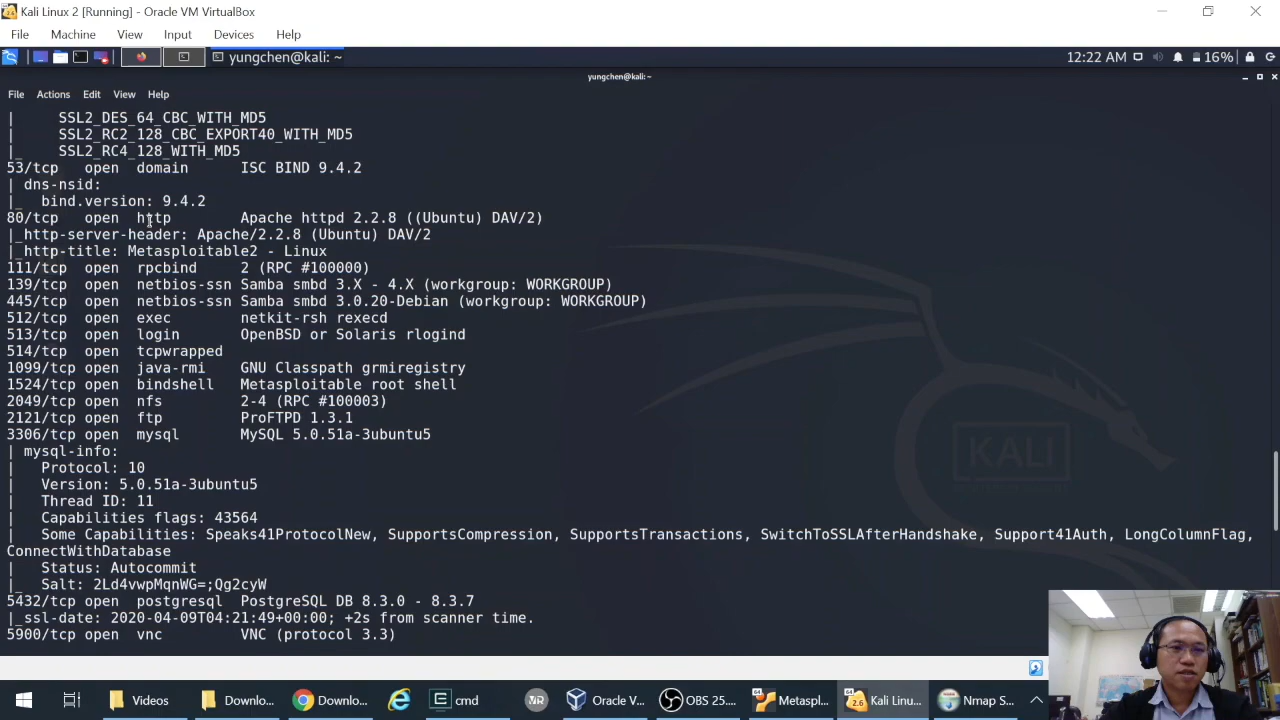 Kali Linux 2 [Running] - Oracle VM VirtualBox
File Machine View Input Devices Help
yungchen@kali: ~ 12:22 AM 16%
yungchen@kali:~
File Actions Edit View Help
| SSL2_DES_64_CBC_WITH_MD5
| SSL2_RC2_128_CBC_EXPORT40_WITH_MD5
|_ SSL2_RC4_128_WITH_MD5
53/tcp open domain ISC BIND 9.4.2
| dns-nsid:
|_ bind.version: 9.4.2
80/tcp open http Apache httpd 2.2.8 ((Ubuntu) DAV/2)
|_http-server-header: Apache/2.2.8 (Ubuntu) DAV/2
|_http-title: Metasploitable2 - Linux
111/tcp open rpcbind 2 (RPC #100000)
139/tcp open netbios-ssn Samba smbd 3.X - 4.X (workgroup: WORKGROUP)
445/tcp open netbios-ssn Samba smbd 3.0.20-Debian (workgroup: WORKGROUP)
512/tcp open exec netkit-rsh rexecd
513/tcp open login OpenBSD or Solaris rlogind
514/tcp open tcpwrapped
1099/tcp open java-rmi GNU Classpath grmiregistry
1524/tcp open bindshell Metasploitable root shell
2049/tcp open nfs 2-4 (RPC #100003)
2121/tcp open ftp ProFTPD 1.3.1
3306/tcp open mysql MySQL 5.0.51a-3ubuntu5
| mysql-info:
| Protocol: 10
| Version: 5.0.51a-3ubuntu5
| Thread ID: 11
| Capabilities flags: 43564
| Some Capabilities: Speaks41ProtocolNew, SupportsCompression, SupportsTransactions, SwitchToSSLAfterHandshake, Support41Auth, LongColumnFlag,
ConnectWithDatabase
| Status: Autocommit
|_ Salt: 2Ld4vwpMqnWG=;Qg2cyW
5432/tcp open postgresql PostgreSQL DB 8.3.0 - 8.3.7
|_ssl-date: 2020-04-09T04:21:49+00:00; +2s from scanner time.
5900/tcp open vnc VNC (protocol 3.3)
KALI
Videos Downlo... Downlo... cmd Oracle V... OBS 25.... Metaspl... Kali Linu... Nmap S...